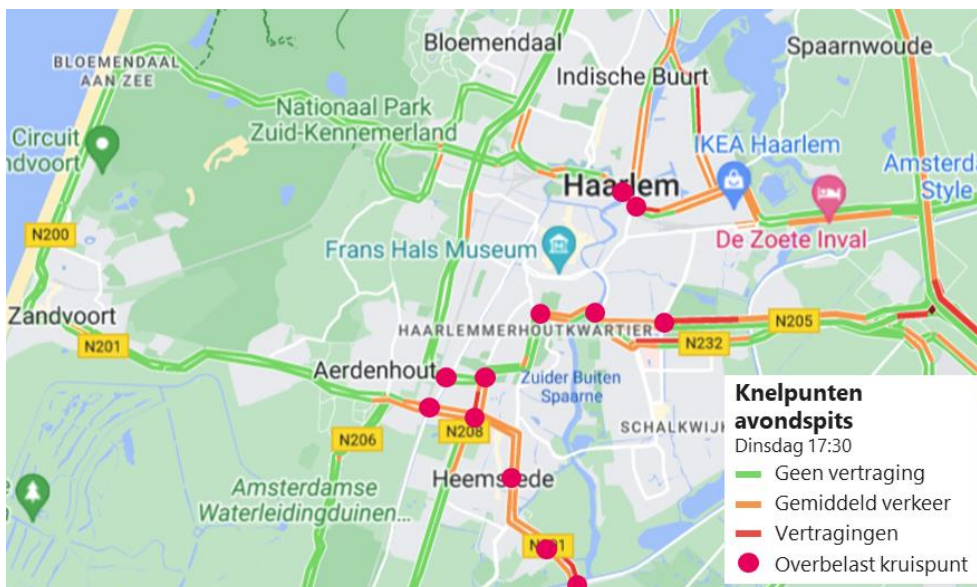 Bloemendaal
Spaarnwoude
BLOEMENDAAL
AAN ZEE
Indische Buurt
Nationaal Park
Zuid-Kennemerland
Circuit
ndvoort
IKEA Haarlem
Haarlem
Amsterda
Style
N200
Frans Hals Museum
De Zoete Inval
Zandvoort
HAARLEMMERHOUTKWARTIER
N205
N201
N232
Aerdenhout
Zuider Buiten
Spaarne
N208
SCHALKWIJK
N206
Heemstede
Amsterdamse
Waterleidingduinen...
Knelpunten
avondspits
Dinsdag 17:30
Geen vertraging
Gemiddeld verkeer
Vertragingen
Overbelast kruispunt